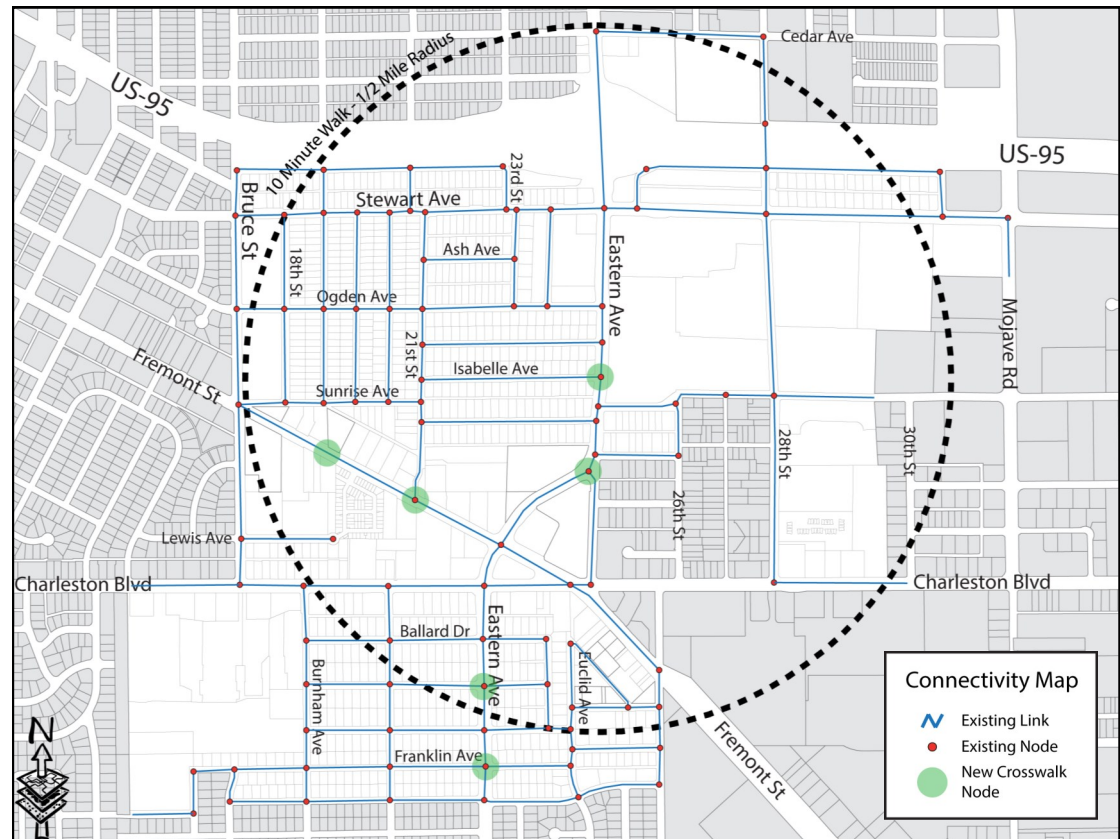 Cedar Ave
US-95
10 Minute Walk - 1/2 Mile Radius
US-95
23rd St
Bruce St
Stewart Ave
18th St
Ash Ave
Eastern Ave
Ogden Ave
Mojave Rd
21st St
Fremont St
Isabelle Ave
Sunrise Ave
28th St
30th St
26th St
Lewis Ave
Charleston Blvd
Charleston Blvd
Eastern Ave
Ballard Dr
Euclid Ave
Burnham Ave
Franklin Ave
Fremont St
N
Connectivity Map
Existing Link
Existing Node
New Crosswalk
Node